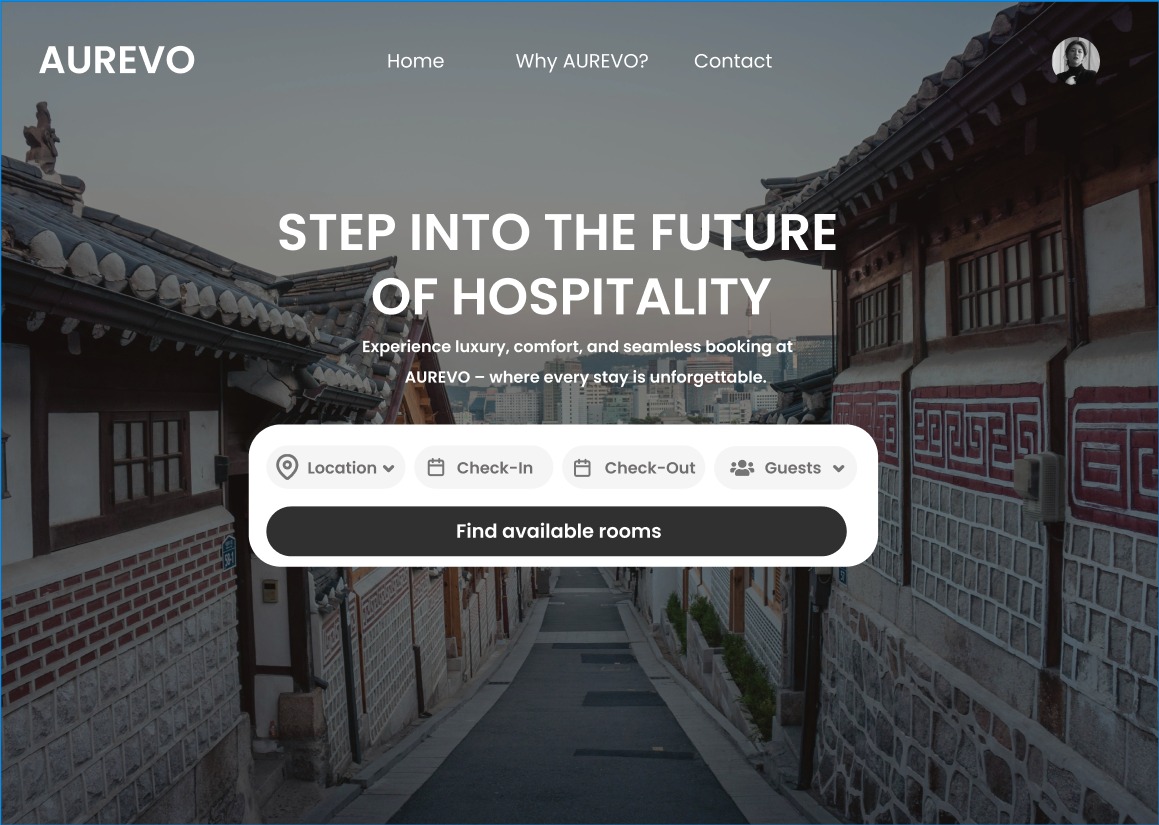 AUREVO
Home
Why AUREVO?
Contact
STEP INTO THE FUTURE
OF HOSPITALITY
Experience luxury, comfort, and seamless booking at
AUREVO – where every stay is unforgettable.
Location
Check-In
Check-Out
Guests
Find available rooms